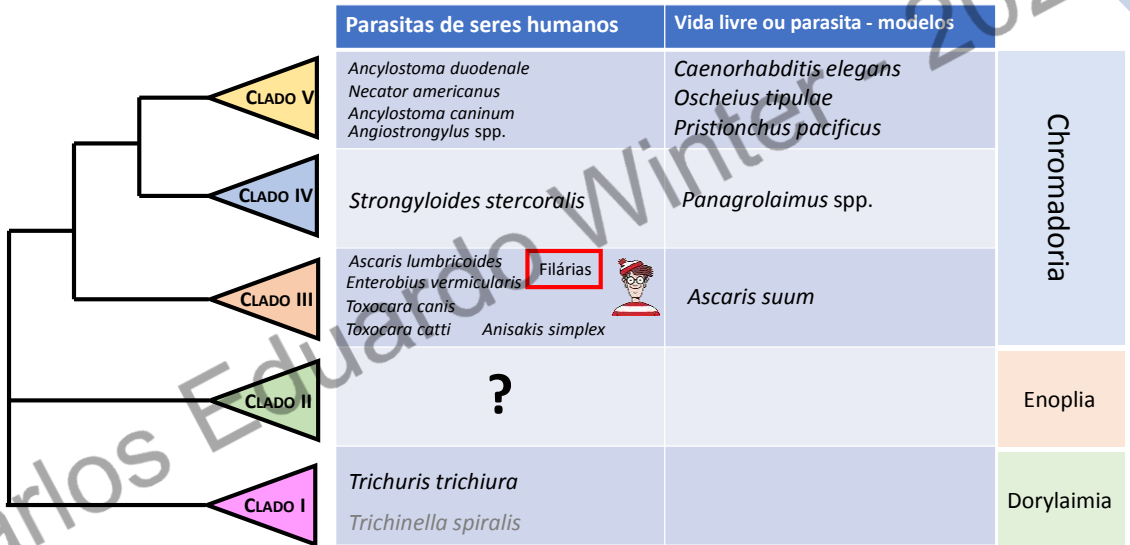 Parasitas de seres humanos
Vida livre ou parasita - modelos
CLADO V
Ancylostoma duodenale
Necator americanus
Ancylostoma caninum
Angiostrongylus spp.
Caenorhabditis elegans
Oscheius tipulae
Pristionchus pacificus
Chromadoria
CLADO IV
Strongyloides stercoralis
Panagrolaimus spp.
CLADO III
Ascaris lumbricoides
Enterobius vermicularis
Filárias
Toxocara canis
Toxocara catti Anisakis simplex
Ascaris suum
CLADO II
?
Enoplia
CLADO I
Trichuris trichiura
Trichinella spiralis
Dorylaimia
arlos Eduardo Winter - 202